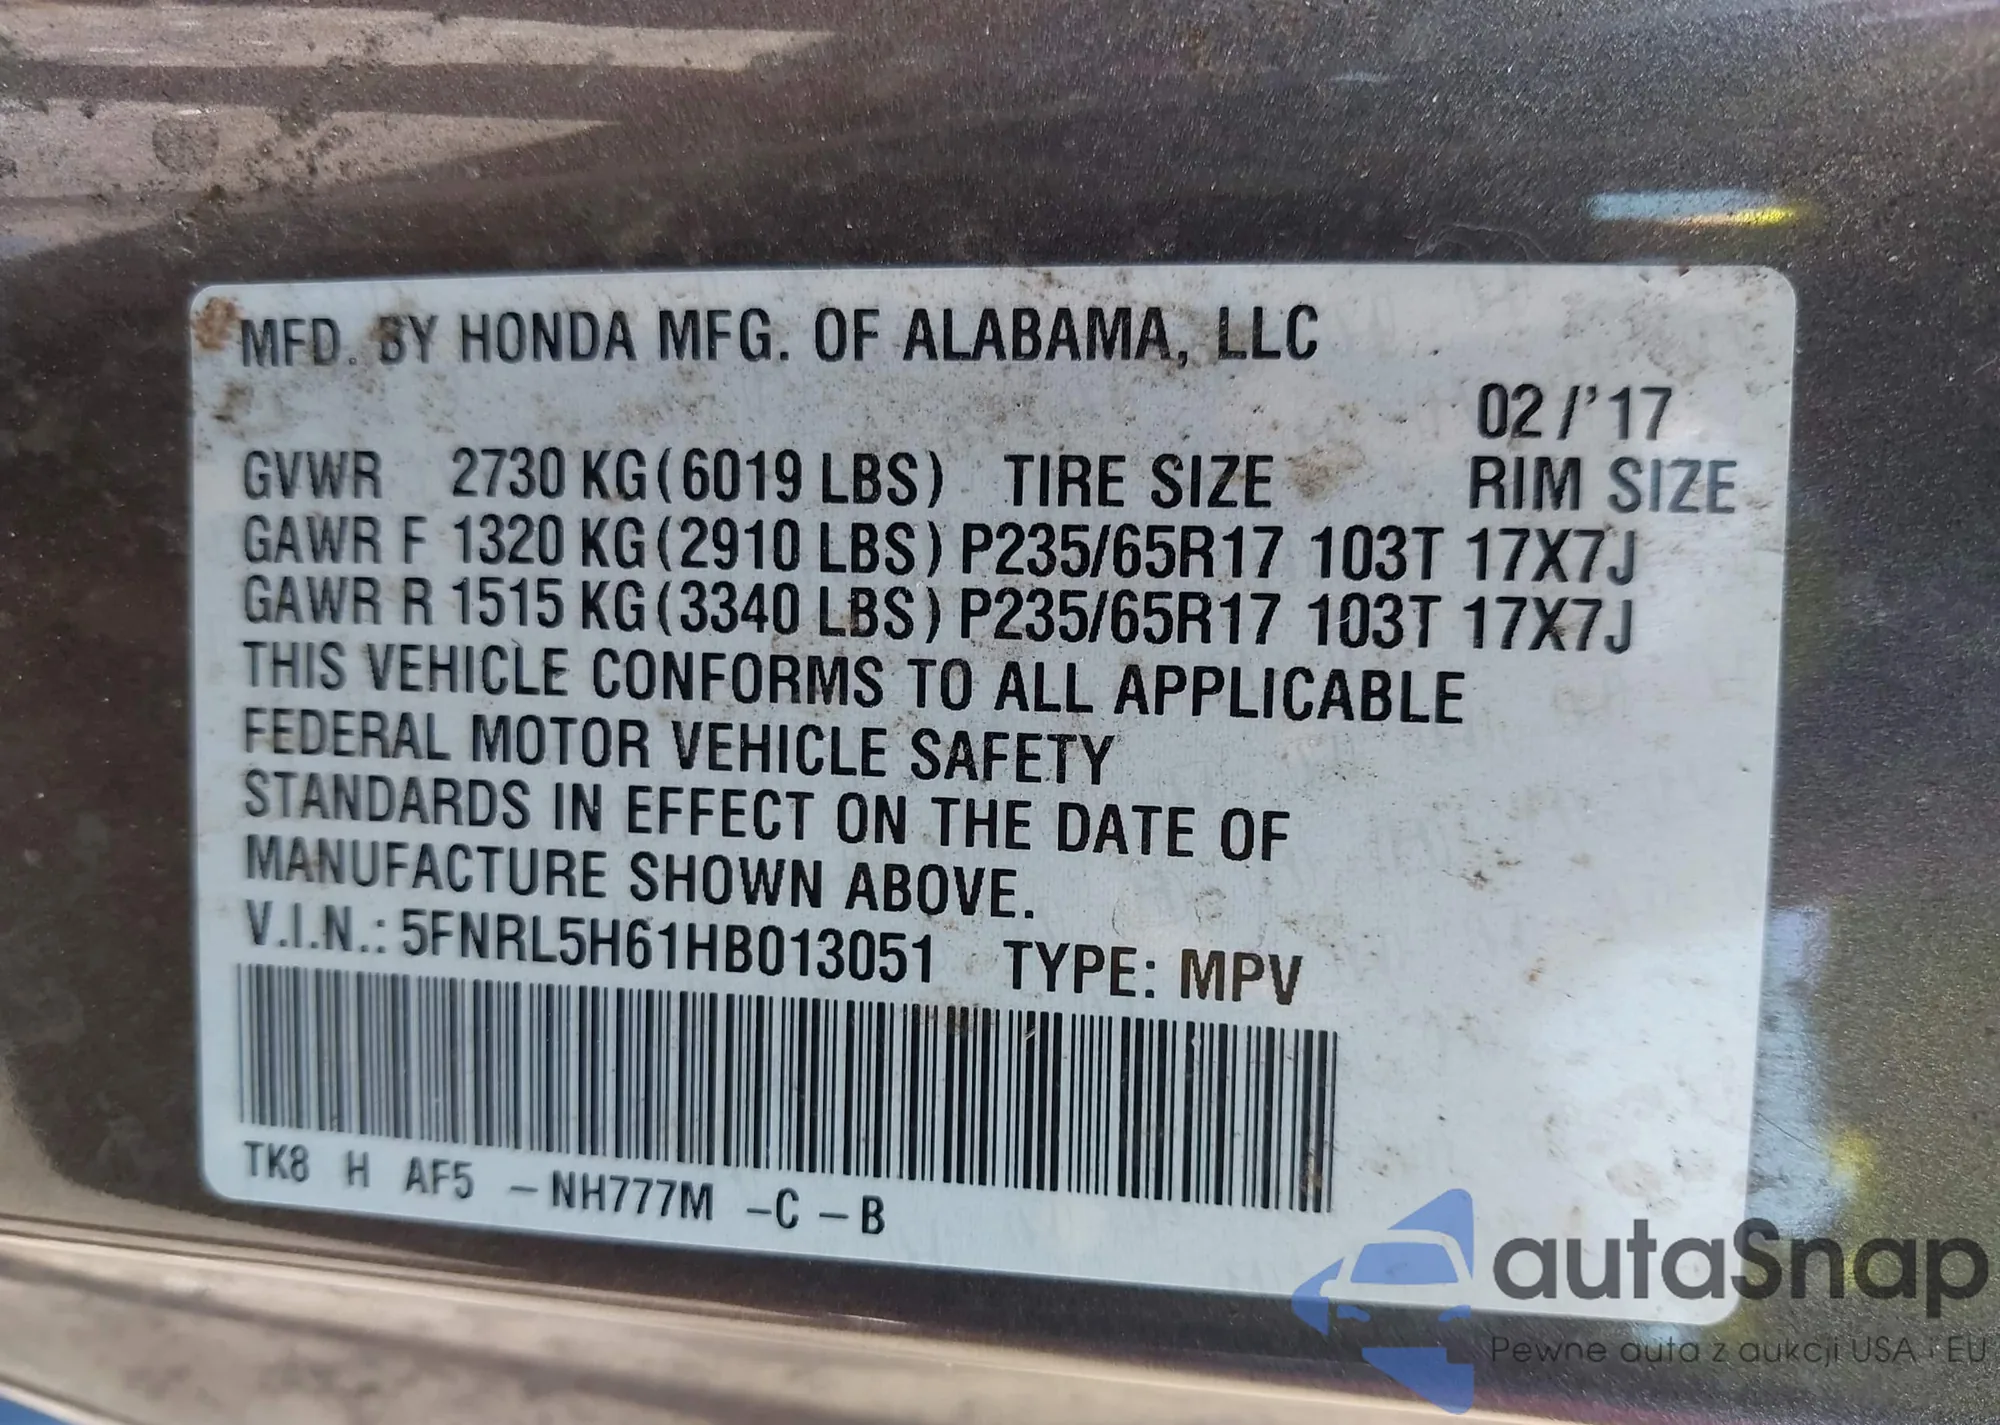 MFD. BY HONDA MFG. OF ALABAMA, LLC
02/'17
GVWR 2730 KG(6019 LBS) TIRE SIZE RIM SIZE
GAWR F 1320 KG(2910 LBS) P235/65R17 103T 17X7J
GAWR R 1515 KG(3340 LBS) P235/65R17 103T 17X7J
THIS VEHICLE CONFORMS TO ALL APPLICABLE
FEDERAL MOTOR VEHICLE SAFETY
STANDARDS IN EFFECT ON THE DATE OF
MANUFACTURE SHOWN ABOVE.
V.I.N.: 5FNRL5H61HB013051 TYPE: MPV
TK8 H AF5 -NH777M -C -B
autaSnap
Pewne auta z aukcji USA i EU